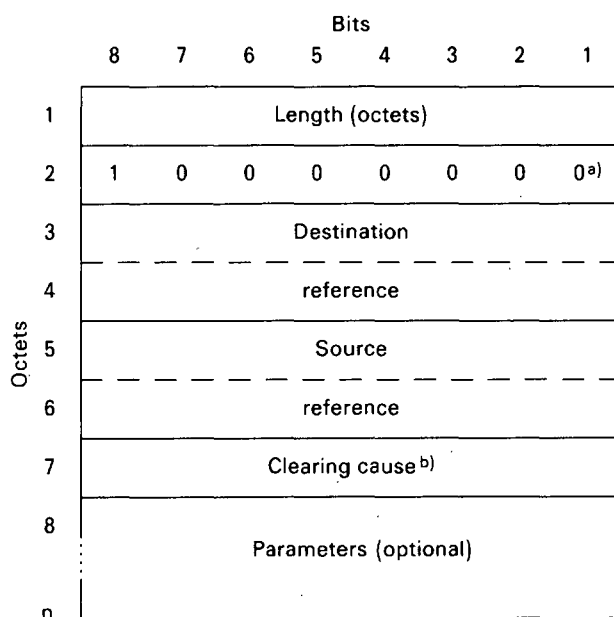 Bits
8 7 6 5 4 3 2 1
1 Length (octets)
2 1 0 0 0 0 0 0 0a)
3 Destination
4 reference
Octets
5 Source
6 reference
7 Clearing cause b)
8
Parameters (optional)
n